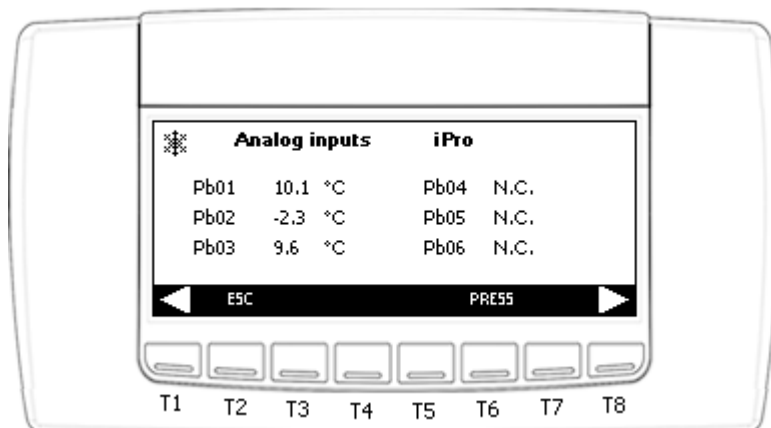 Analog inputs iPro
Pb01 10.1 °C Pb04 N.C.
Pb02 -2.3 °C Pb05 N.C.
Pb03 9.6 °C Pb06 N.C.
ESC PRESS
T1 T2 T3 T4 T5 T6 T7 T8